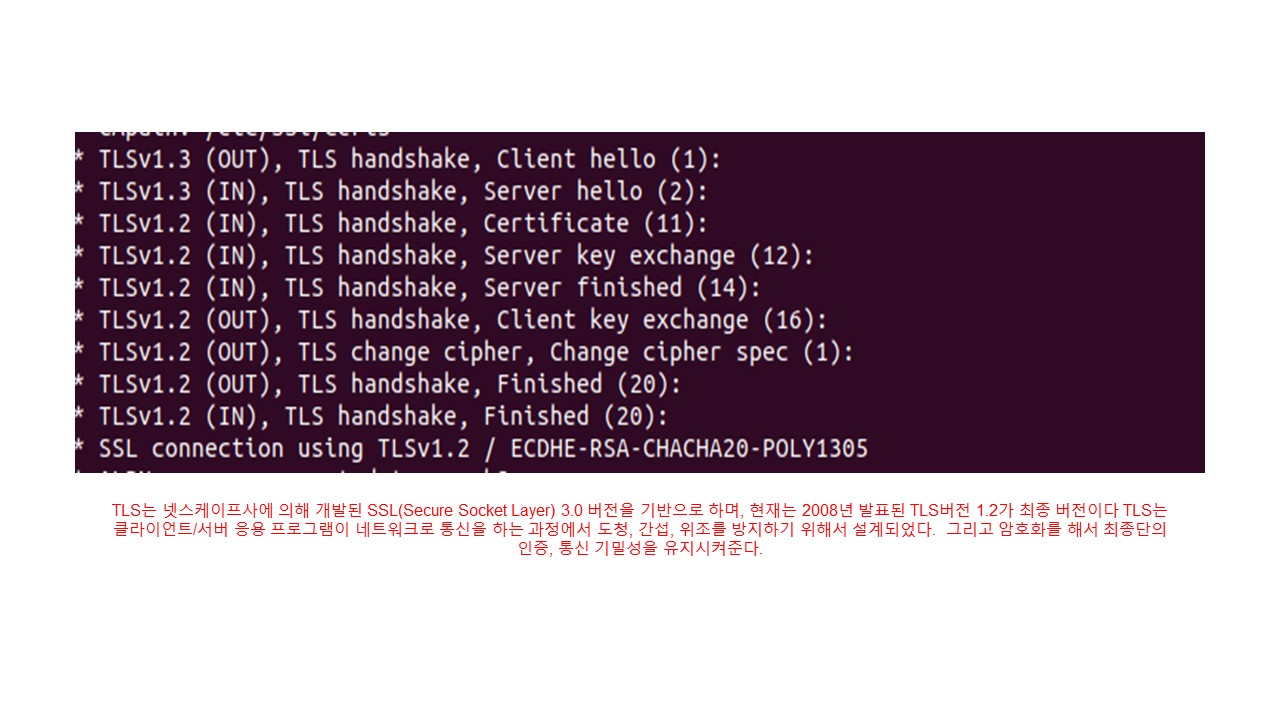 * TLSv1.3 (OUT), TLS handshake, Client hello (1):
* TLSv1.3 (IN), TLS handshake, Server hello (2):
* TLSv1.2 (IN), TLS handshake, Certificate (11):
* TLSv1.2 (IN), TLS handshake, Server key exchange (12):
* TLSv1.2 (IN), TLS handshake, Server finished (14):
* TLSv1.2 (OUT), TLS handshake, Client key exchange (16):
* TLSv1.2 (OUT), TLS change cipher, Change cipher spec (1):
* TLSv1.2 (OUT), TLS handshake, Finished (20):
* TLSv1.2 (IN), TLS handshake, Finished (20):
* SSL connection using TLSv1.2 / ECDHE-RSA-CHACHA20-POLY1305
TLS는 넷스케이프사에 의해 개발된 SSL(Secure Socket Layer) 3.0 버전을 기반으로 하며, 현재는 2008년 발표된 TLS버전 1.2가 최종 버전이다 TLS는
클라이언트/서버 응용 프로그램이 네트워크로 통신을 하는 과정에서 도청, 간섭, 위조를 방지하기 위해서 설계되었다.  그리고 암호화를 해서 최종단의
인증, 통신 기밀성을 유지시켜준다.